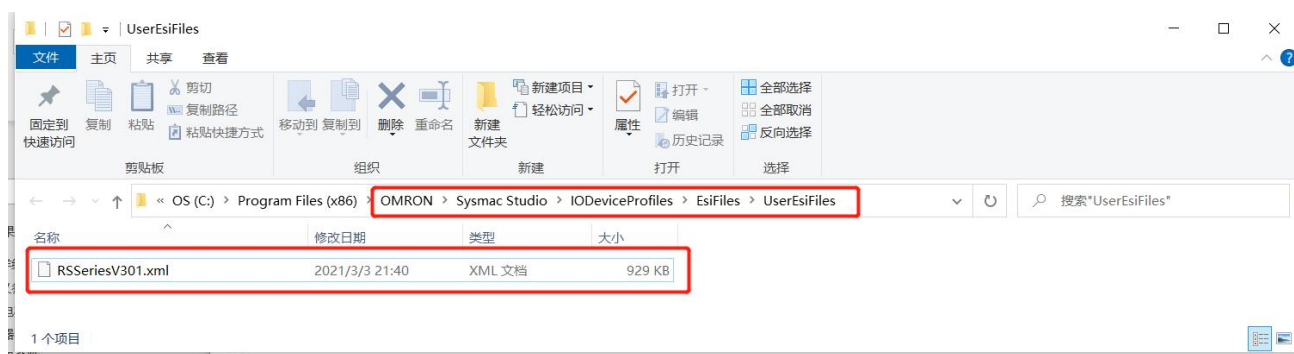 UserEsiFiles
文件 主页 共享 查看
固定到快速访问
复制
粘贴
剪切
复制路径
粘贴快捷方式
剪贴板
移动到
复制到
删除
重命名
组织
新建文件夹
新建项目
轻松访问
新建
属性
打开
编辑
历史记录
打开
全部选择
全部取消
反向选择
选择
« OS (C:) > Program Files (x86) > OMRON > Sysmac Studio > IODeviceProfiles > EsiFiles > UserEsiFiles
搜索"UserEsiFiles"
名称 修改日期 类型 大小
RSSeriesV301.xml 2021/3/3 21:40 XML 文档 929 KB
1 个项目